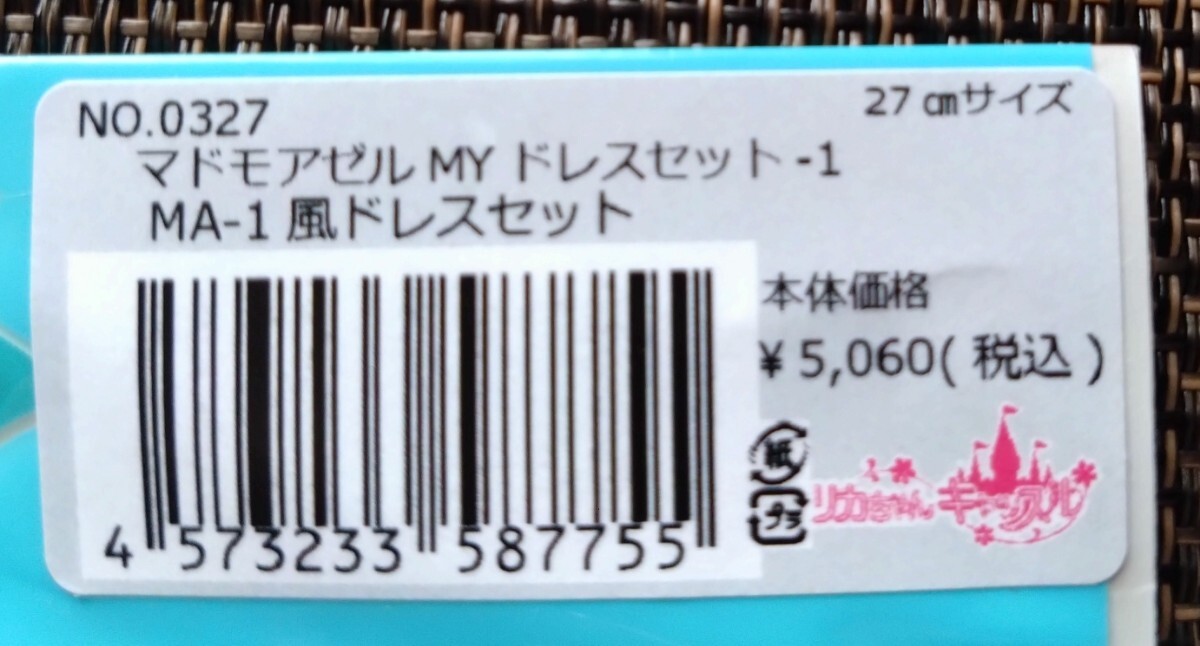 NO.0327
27㎝サイズ
マドモアゼル MY ドレスセット-1
MA-1 風ドレスセット
本体価格
¥ 5,060( 税込 )
紙
プラ
リカちゃん キャッスル
4 573233 587755